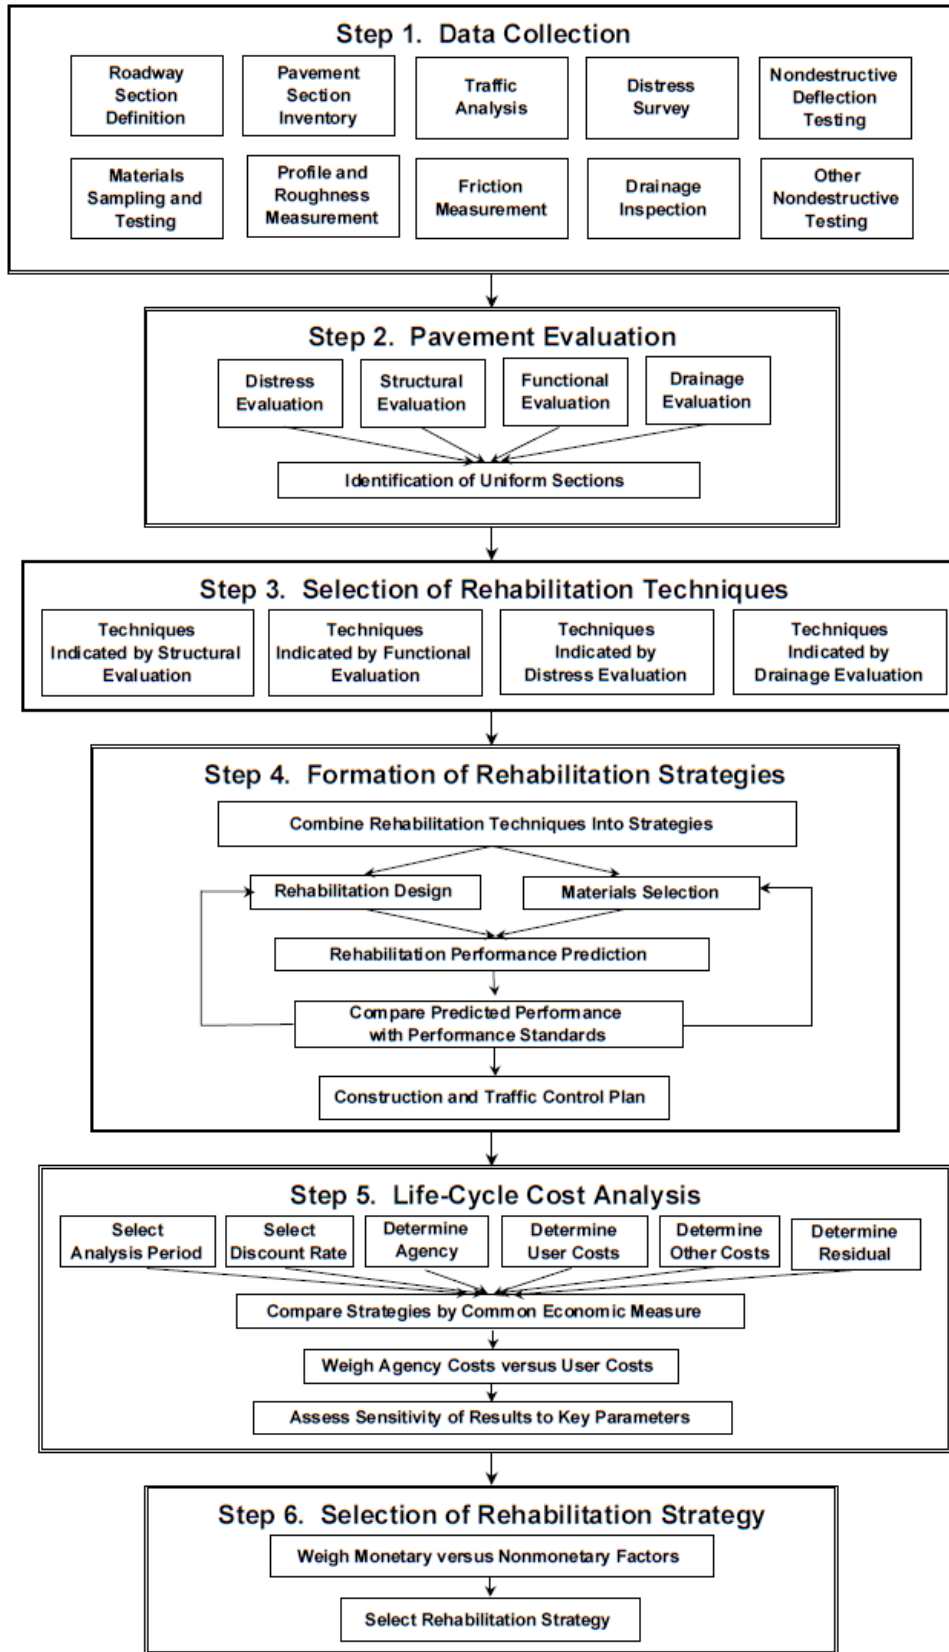 Step 1. Data Collection
Roadway
Section
Definition
Pavement
Section
Inventory
Traffic
Analysis
Distress
Survey
Nondestructive
Deflection
Testing
Materials
Sampling and
Testing
Profile and
Roughness
Measurement
Friction
Measurement
Drainage
Inspection
Other
Nondestructive
Testing
Step 2. Pavement Evaluation
Distress
Evaluation
Structural
Evaluation
Functional
Evaluation
Drainage
Evaluation
Identification of Uniform Sections
Step 3. Selection of Rehabilitation Techniques
Techniques
Indicated by Structural
Evaluation
Techniques
Indicated by Functional
Evaluation
Techniques
Indicated by
Distress Evaluation
Techniques
Indicated by
Drainage Evaluation
Step 4. Formation of Rehabilitation Strategies
Combine Rehabilitation Techniques Into Strategies
Rehabilitation Design
Materials Selection
Rehabilitation Performance Prediction
Compare Predicted Performance
with Performance Standards
Construction and Traffic Control Plan
Step 5. Life-Cycle Cost Analysis
Select
Analysis Period
Select
Discount Rate
Determine
Agency
Determine
User Costs
Determine
Other Costs
Determine
Residual
Compare Strategies by Common Economic Measure
Weigh Agency Costs versus User Costs
Assess Sensitivity of Results to Key Parameters
Step 6. Selection of Rehabilitation Strategy
Weigh Monetary versus Nonmonetary Factors
Select Rehabilitation Strategy